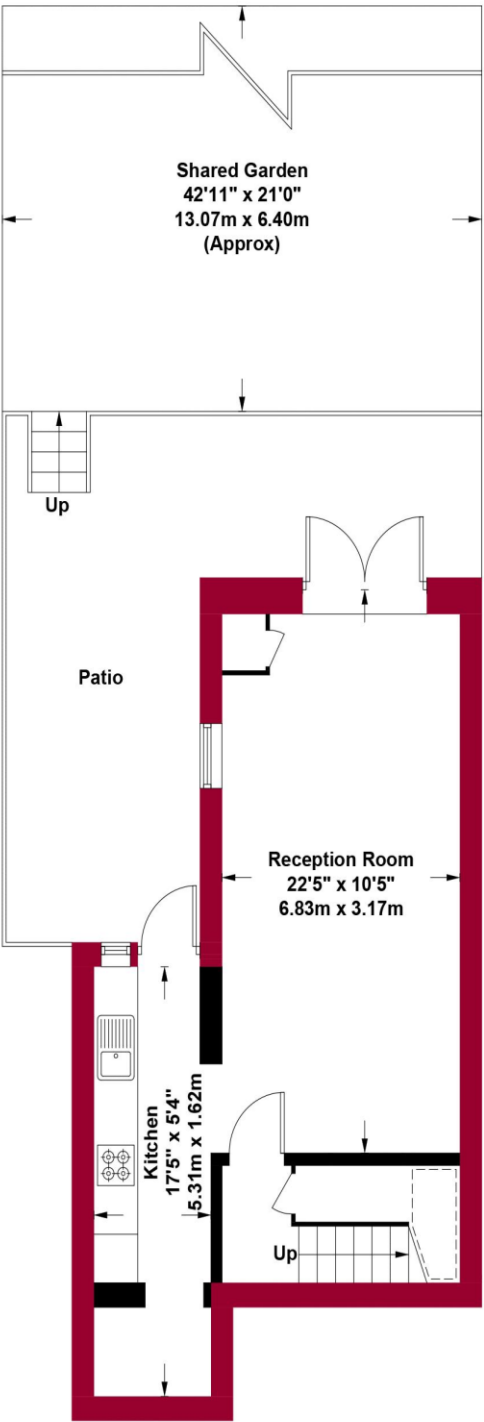 Shared Garden
42'11" x 21'0"
13.07m x 6.40m
(Approx)
Up
Patio
Reception Room
22'5" x 10'5"
6.83m x 3.17m
Kitchen
17'5" x 5'4"
5.31m x 1.62m
Up